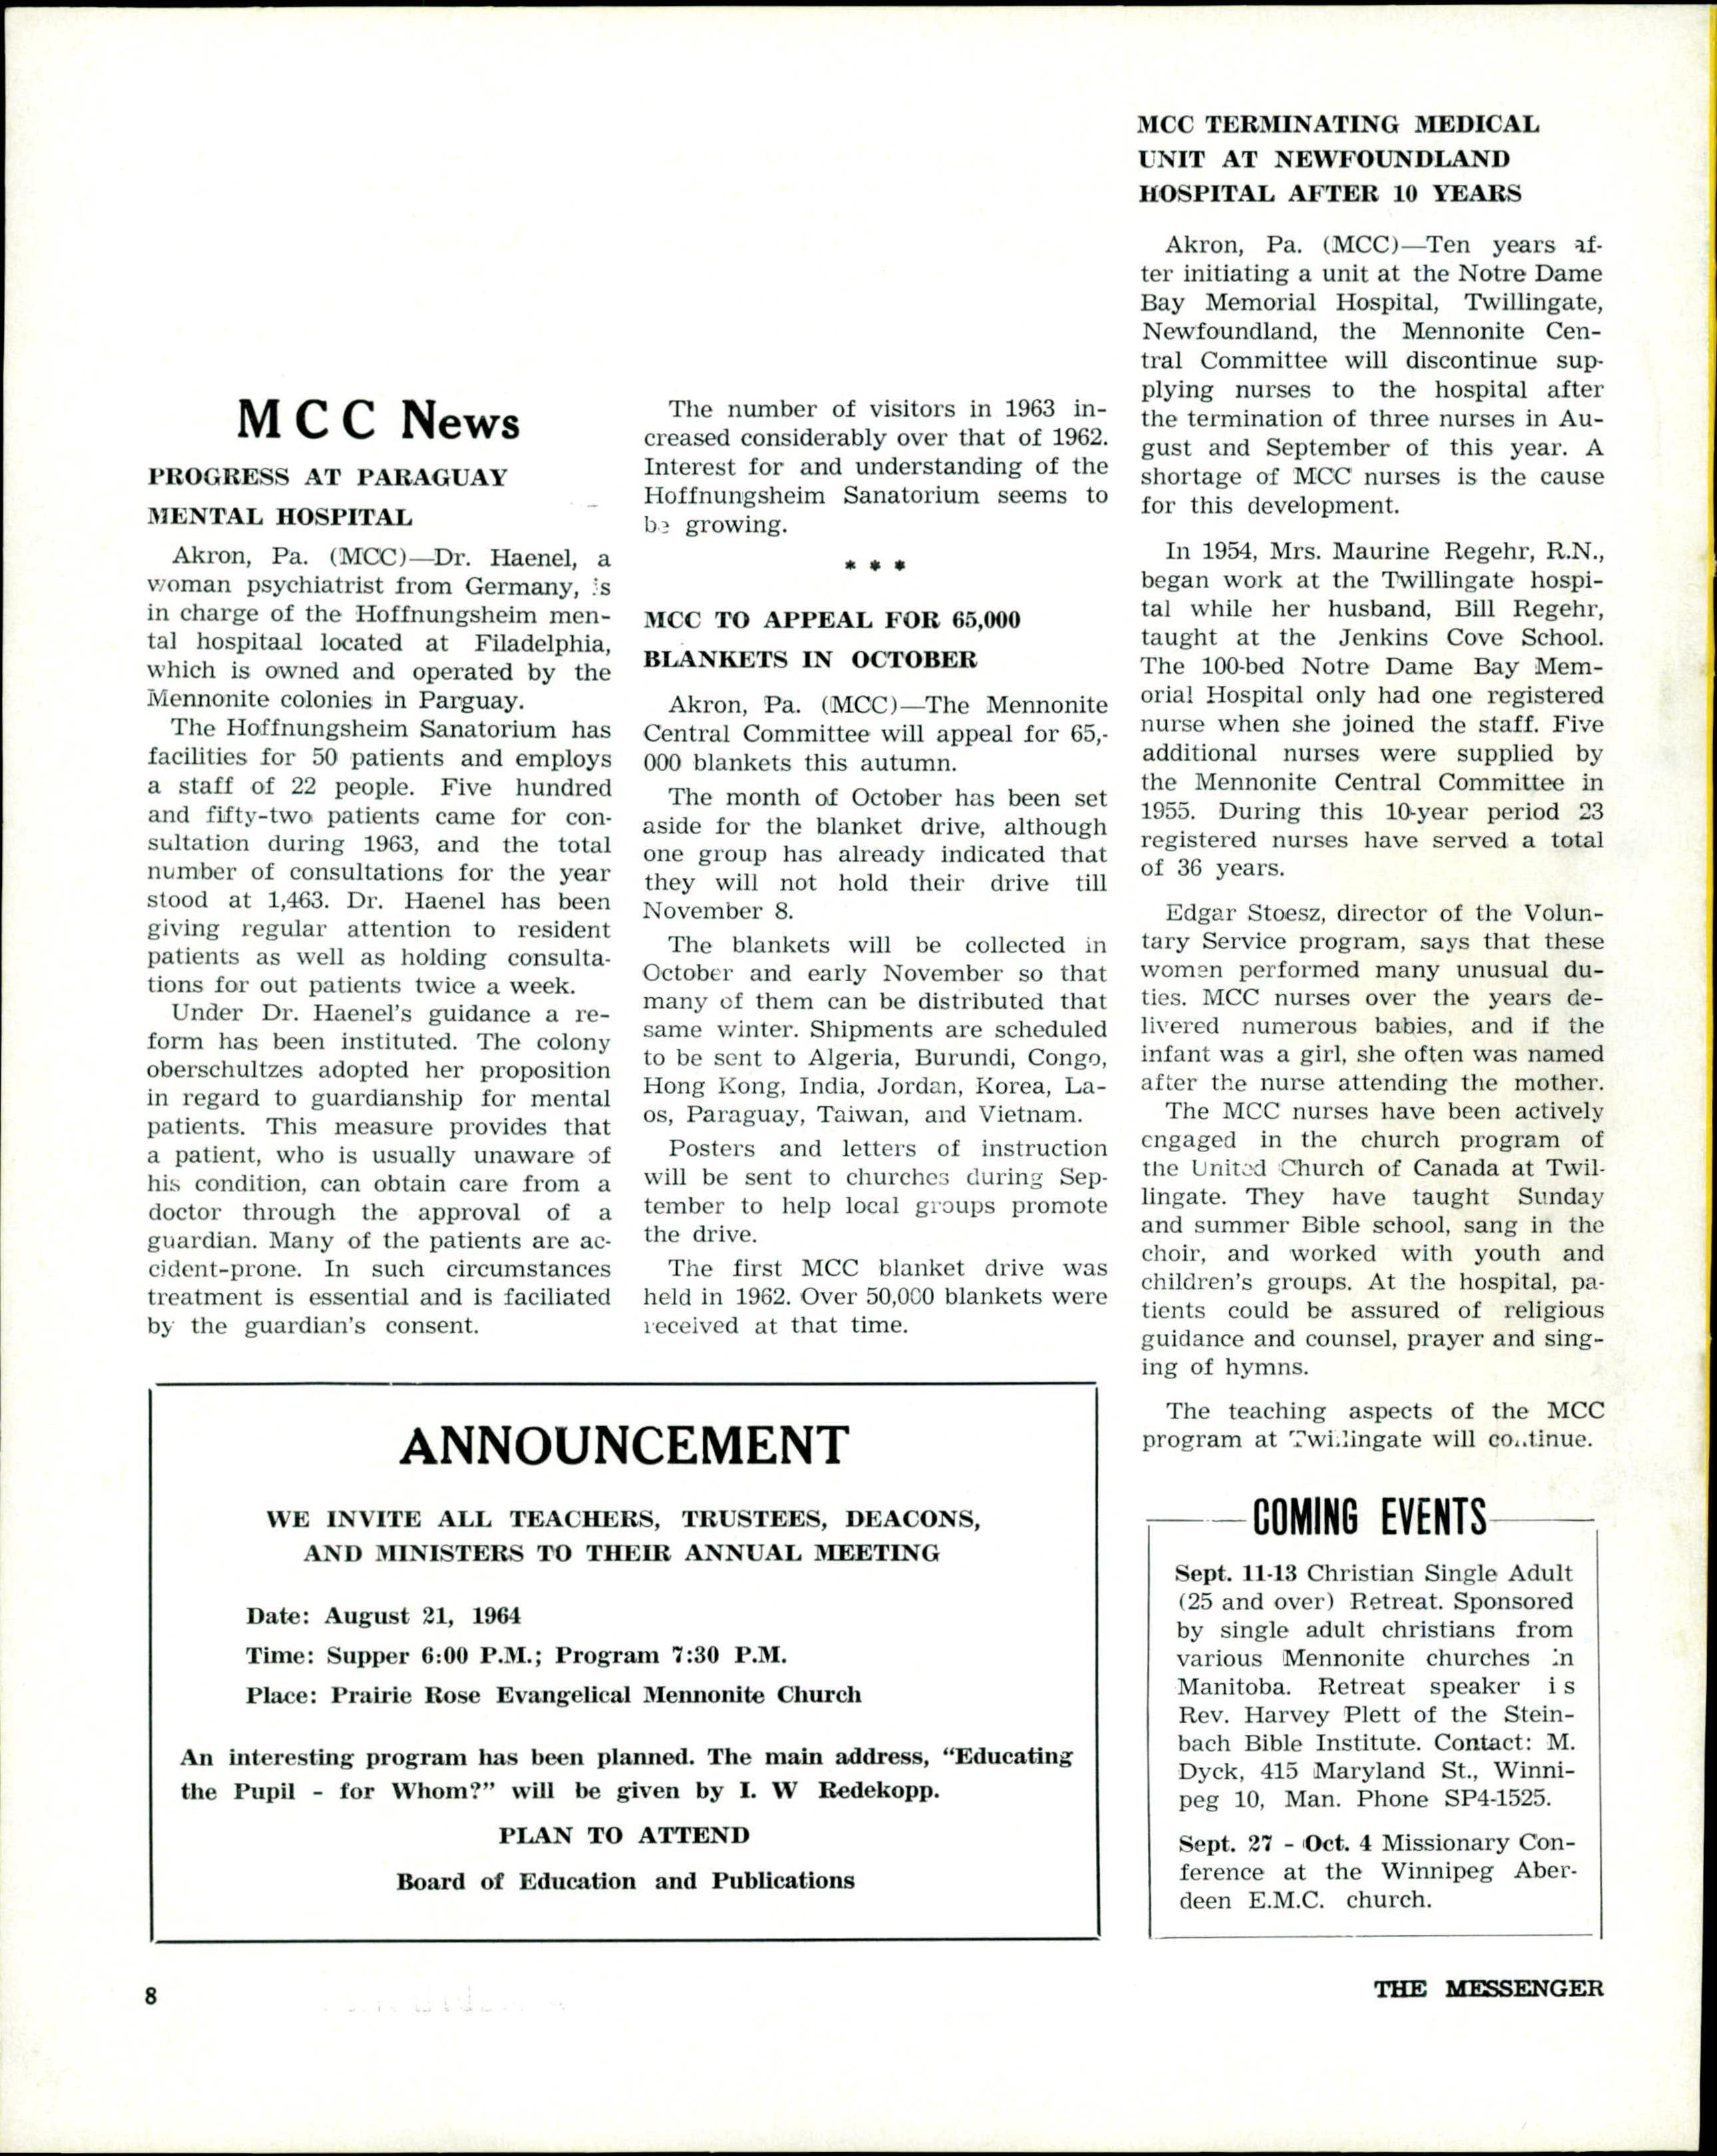 M C C News
PROGRESS AT PARAGUAY
MENTAL HOSPITAL
Akron, Pa. (MCC)—Dr. Haenel, a
woman psychiatrist from Germany, is
in charge of the Hoffnungsheim men-
tal hospitaal located at Filadelphia,
which is owned and operated by the
Mennonite colonies in Parguay.
The Hoffnungsheim Sanatorium has
facilities for 50 patients and employs
a staff of 22 people. Five hundred
and fifty-two patients came for con-
sultation during 1963, and the total
number of consultations for the year
stood at 1,463. Dr. Haenel has been
giving regular attention to resident
patients as well as holding consulta-
tions for out patients twice a week.
Under Dr. Haenel's guidance a re-
form has been instituted. The colony
oberschultzes adopted her proposition
in regard to guardianship for mental
patients. This measure provides that
a patient, who is usually unaware of
his condition, can obtain care from a
doctor through the approval of a
guardian. Many of the patients are ac-
cident-prone. In such circumstances
treatment is essential and is faciliated
by the guardian's consent.
The number of visitors in 1963 in-
creased considerably over that of 1962.
Interest for and understanding of the
Hoffnungsheim Sanatorium seems to
be growing.
* * *
MCC TO APPEAL FOR 65,000
BLANKETS IN OCTOBER
Akron, Pa. (MCC)—The Mennonite
Central Committee will appeal for 65,-
000 blankets this autumn.
The month of October has been set
aside for the blanket drive, although
one group has already indicated that
they will not hold their drive till
November 8.
The blankets will be collected in
October and early November so that
many of them can be distributed that
same winter. Shipments are scheduled
to be sent to Algeria, Burundi, Congo,
Hong Kong, India, Jordan, Korea, La-
os, Paraguay, Taiwan, and Vietnam.
Posters and letters of instruction
will be sent to churches during Sep-
tember to help local groups promote
the drive.
The first MCC blanket drive was
held in 1962. Over 50,000 blankets were
received at that time.
MCC TERMINATING MEDICAL
UNIT AT NEWFOUNDLAND
HOSPITAL AFTER 10 YEARS
Akron, Pa. (MCC)—Ten years af-
ter initiating a unit at the Notre Dame
Bay Memorial Hospital, Twillingate,
Newfoundland, the Mennonite Cen-
tral Committee will discontinue sup-
plying nurses to the hospital after
the termination of three nurses in Au-
gust and September of this year. A
shortage of MCC nurses is the cause
for this development.
In 1954, Mrs. Maurine Regehr, R.N.,
began work at the Twillingate hospi-
tal while her husband, Bill Regehr,
taught at the Jenkins Cove School.
The 100-bed Notre Dame Bay Mem-
orial Hospital only had one registered
nurse when she joined the staff. Five
additional nurses were supplied by
the Mennonite Central Committee in
1955. During this 10-year period 23
registered nurses have served a total
of 36 years.
Edgar Stoesz, director of the Volun-
tary Service program, says that these
women performed many unusual du-
ties. MCC nurses over the years de-
livered numerous babies, and if the
infant was a girl, she often was named
after the nurse attending the mother.
The MCC nurses have been actively
engaged in the church program of
the United Church of Canada at Twil-
lingate. They have taught Sunday
and summer Bible school, sang in the
choir, and worked with youth and
children's groups. At the hospital, pa-
tients could be assured of religious
guidance and counsel, prayer and sing-
ing of hymns.
The teaching aspects of the MCC
program at Twillingate will continue.
ANNOUNCEMENT
WE INVITE ALL TEACHERS, TRUSTEES, DEACONS,
AND MINISTERS TO THEIR ANNUAL MEETING
Date: August 21, 1964
Time: Supper 6:00 P.M.; Program 7:30 P.M.
Place: Prairie Rose Evangelical Mennonite Church
An interesting program has been planned. The main address, “Educating
the Pupil - for Whom?” will be given by I. W Redekopp.
PLAN TO ATTEND
Board of Education and Publications
COMING EVENTS
Sept. 11-13 Christian Single Adult
(25 and over) Retreat. Sponsored
by single adult christians from
various Mennonite churches in
Manitoba. Retreat speaker is
Rev. Harvey Plett of the Stein-
bach Bible Institute. Contact: M.
Dyck, 415 Maryland St., Winni-
peg 10, Man. Phone SP4-1525.
Sept. 27 - Oct. 4 Missionary Con-
ference at the Winnipeg Aber-
deen E.M.C. church.
8
THE MESSENGER